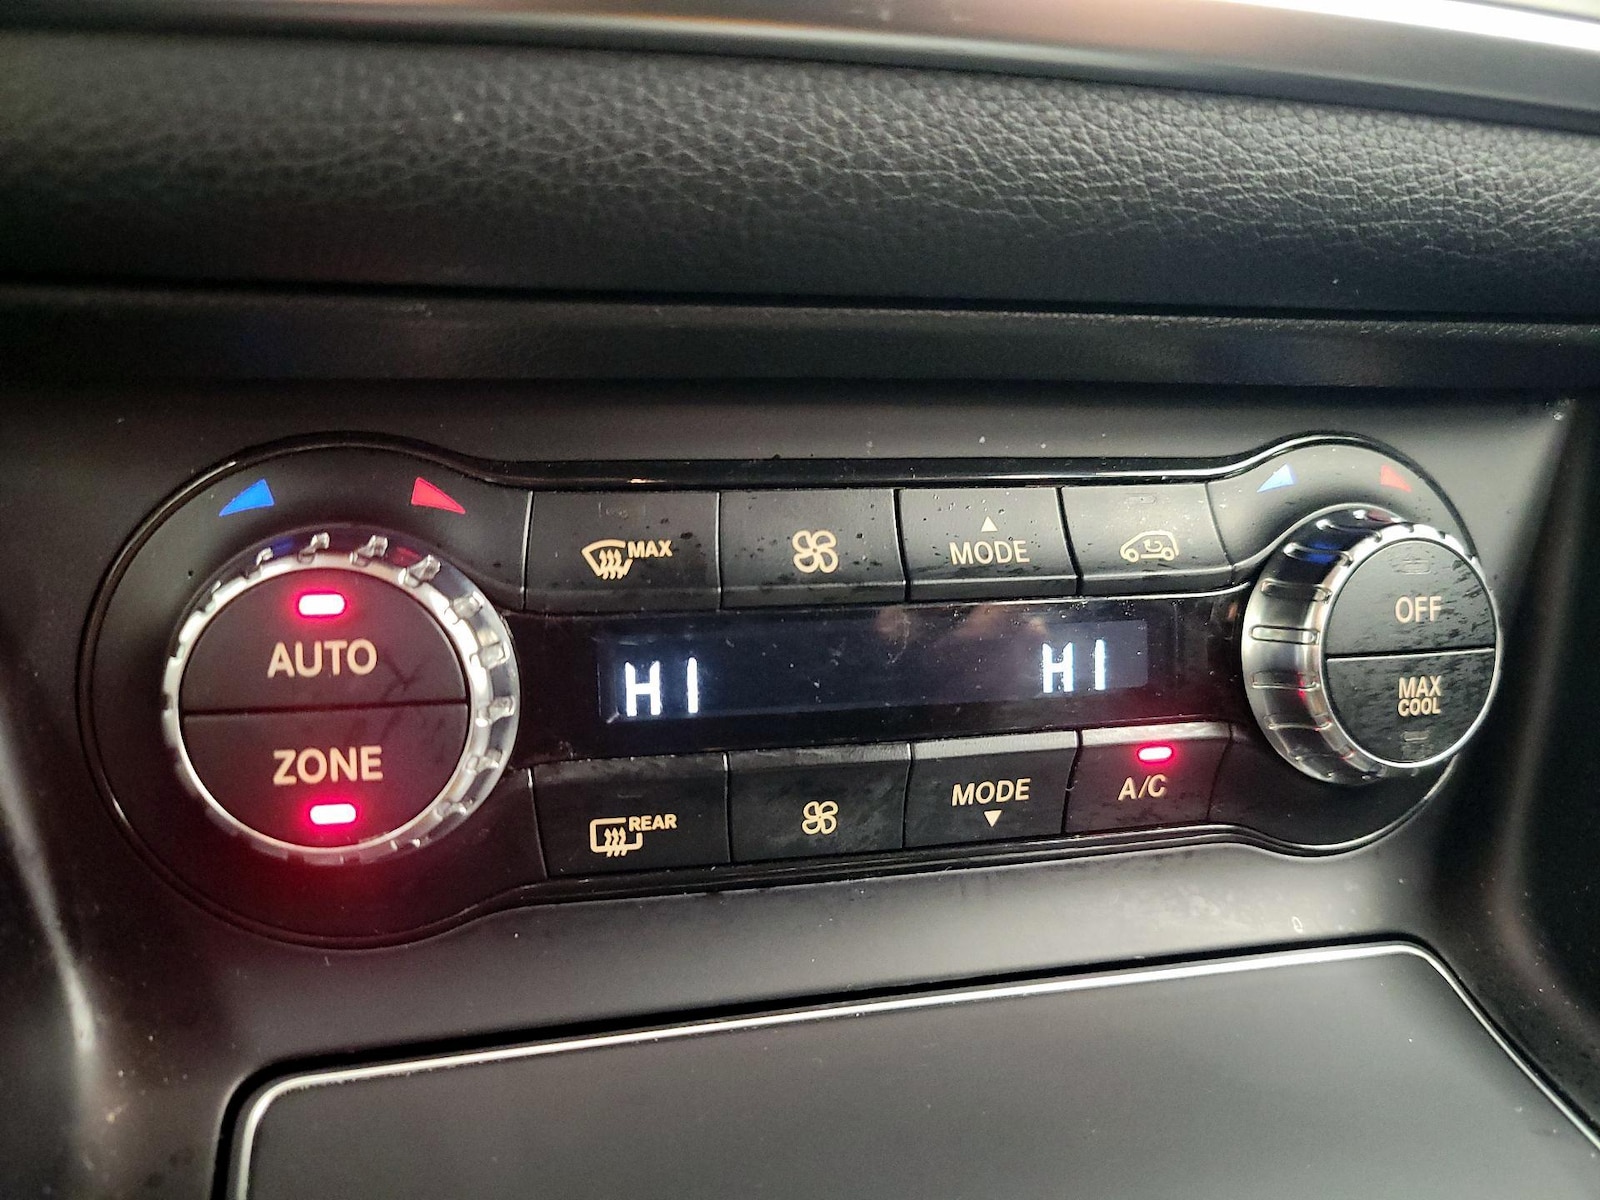 MAX
MODE
AUTO
ZONE
HI
HI
OFF
MAX
COOL
REAR
MODE
A/C